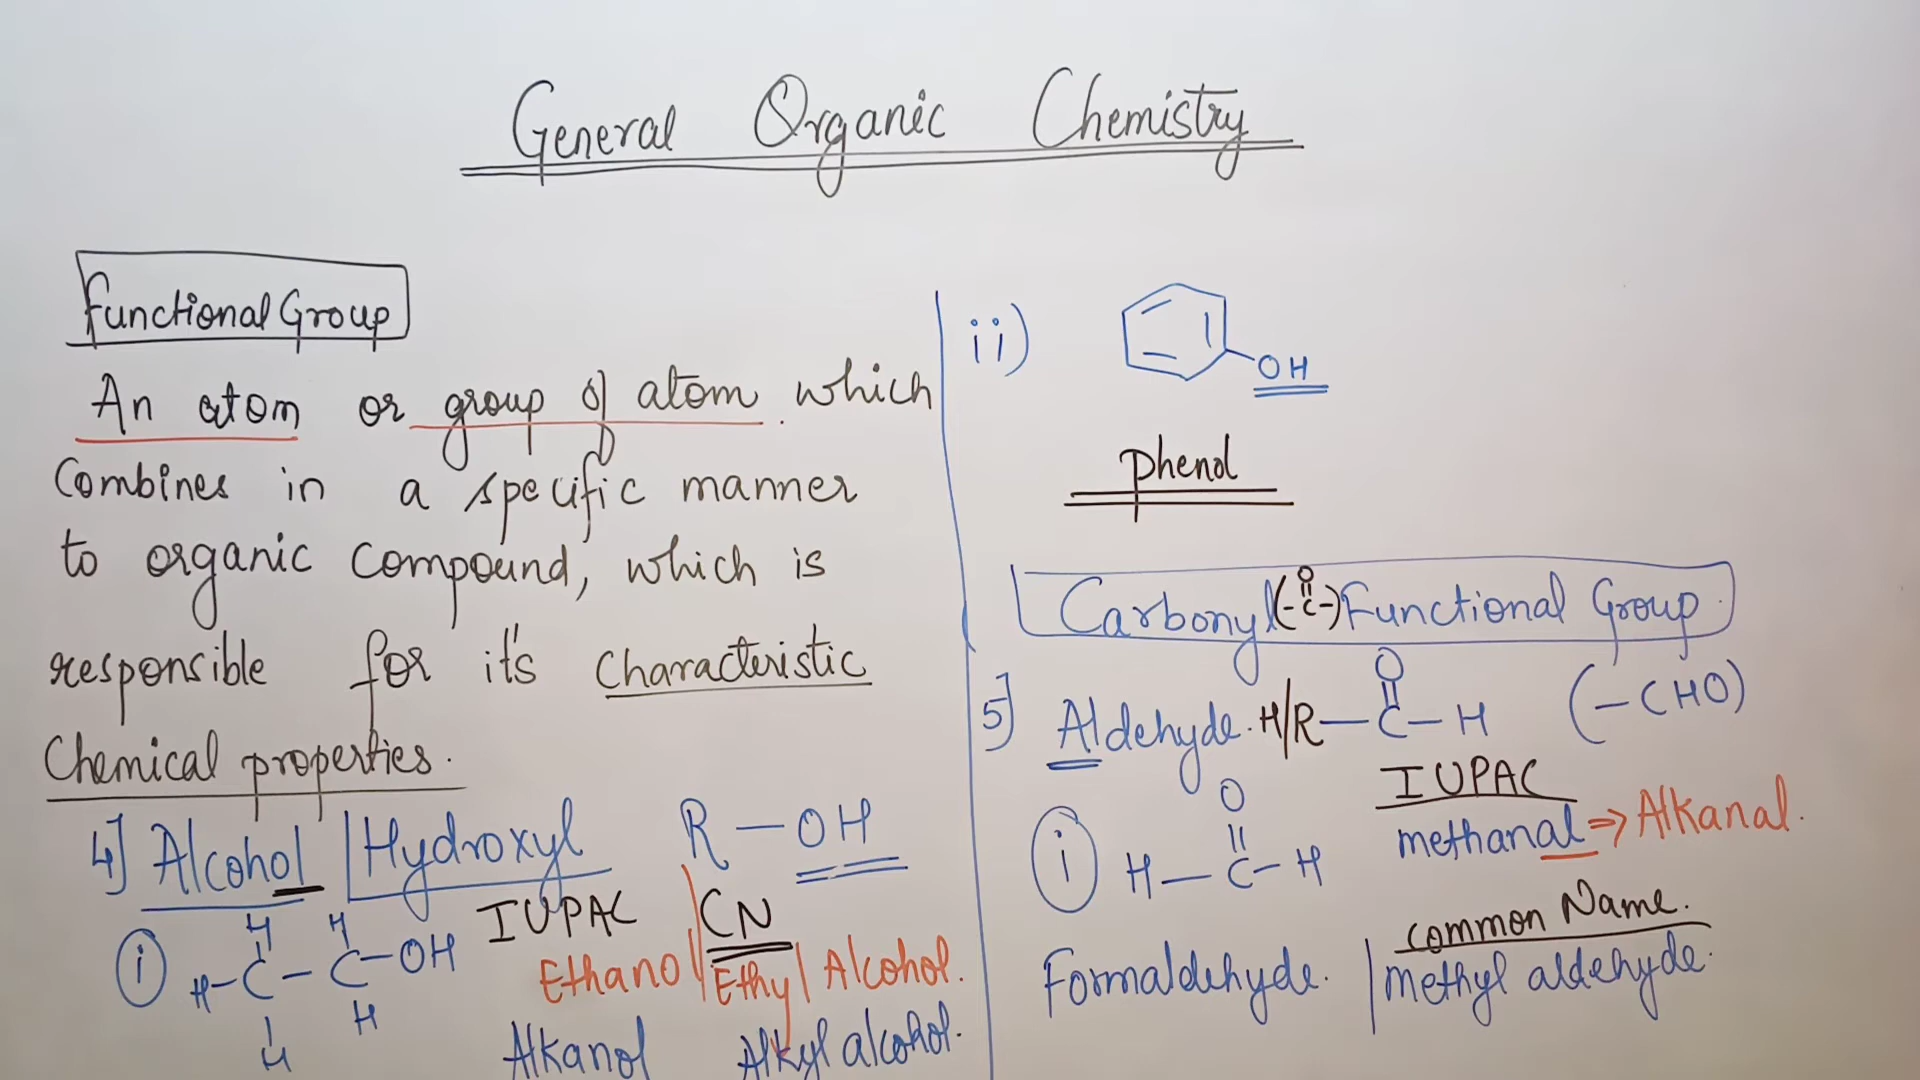 General Organic Chemistry
Functional Group
An atom or group of atom which
Combines in a specific manner
to organic compound, which is
responsible for it's characteristic
Chemical properties.
4] Alcohol | Hydroxyl R — OH
IUPAC | CN
i H H
H - C - C - OH
H H
Ethanol | Ethyl Alcohol.
Alkanol Alkyl alcohol.
ii) OH
phenol
Carbonyl (-C-) Functional Group.
O
5] Aldehyde. H/R — C — H (-CHO)
O
IUPAC
methanal ⇒ Alkanal.
i H — C - H
O
common Name.
Formaldehyde. | methyl aldehyde.